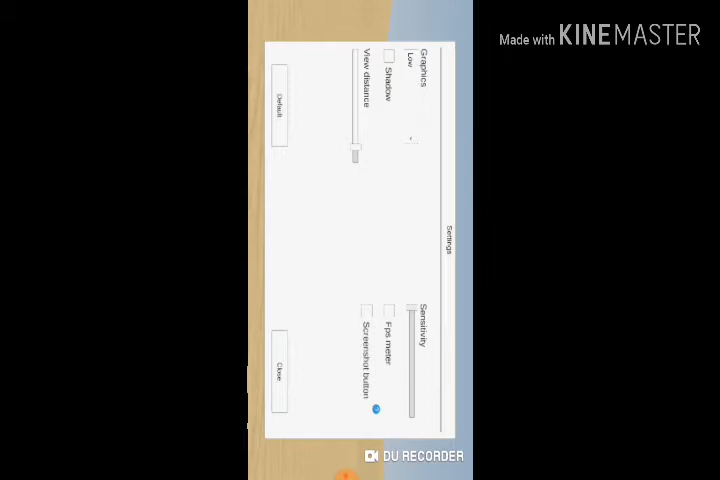 Made with KINEMASTER
Settings
Graphics
Low
Shadow
View distance
Default
Sensitivity
Fps meter
Screenshot button
Close
DU RECORDER